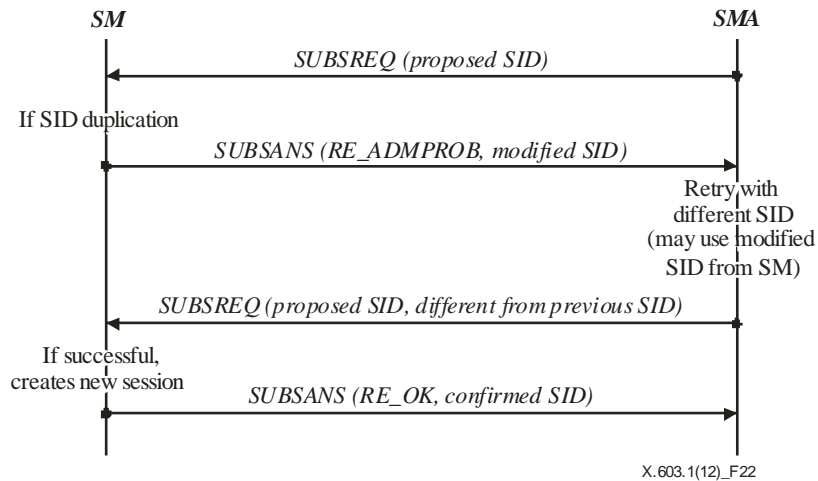 SM
SMA
SUBSREQ (proposed SID)
If SID duplication
SUBSANS (RE_ADMPROB, modified SID)
Retry with
different SID
(may use modified
SID from SM)
SUBSREQ (proposed SID, different from previous SID)
If successful,
creates new session
SUBSANS (RE_OK, confirmed SID)
X.603.1(12)_F22